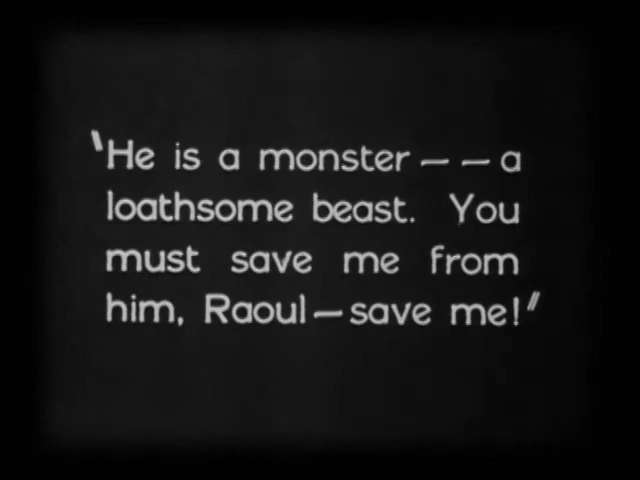 "He is a monster — — a
loathsome beast. You
must save me from
him, Raoul — save me!"